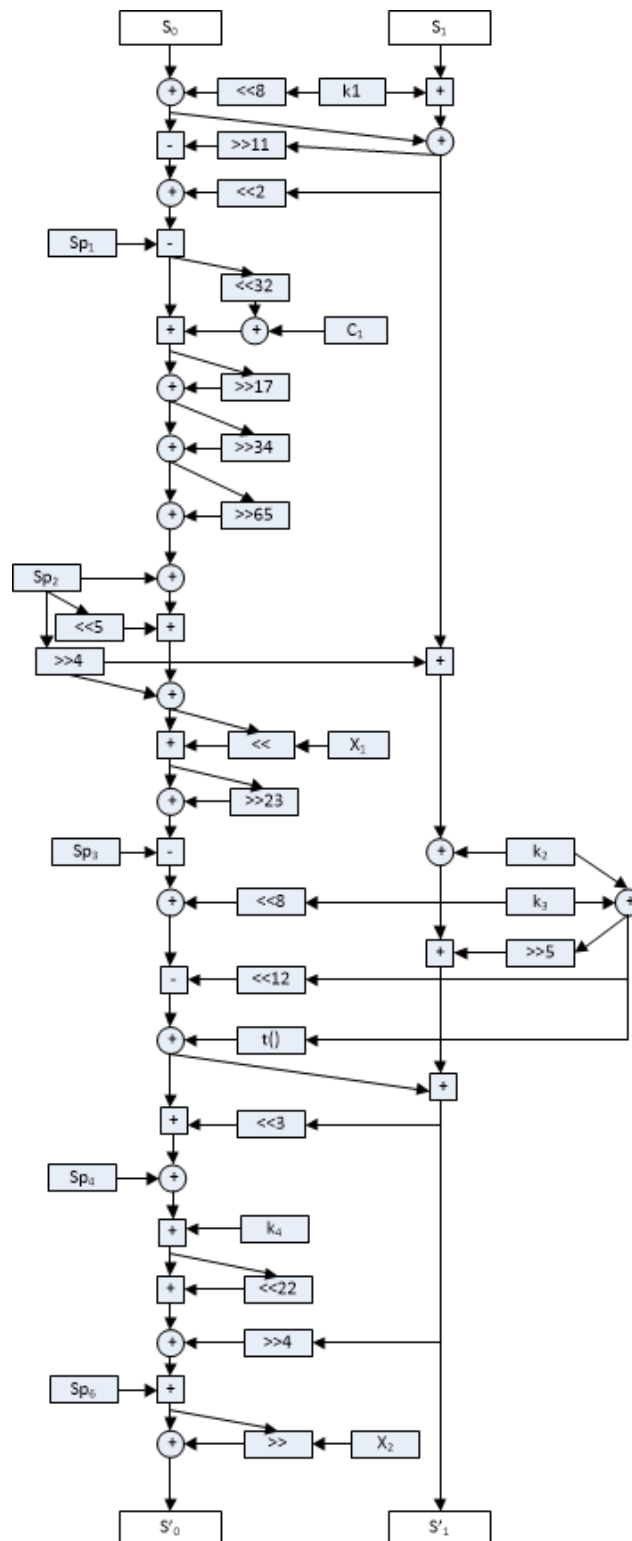 S₀ S₁
+ <<8 k1 +
- >>11 +
+ <<2
Sp₁ -
<<32
+ + C₁
+ >>17
+ >>34
+ >>65
Sp₂ +
<<5 +
>>4 +
+
+ << X₁
+ >>23
Sp₃ - + k₂
+ <<8 k₃ +
+ >>5
- <<12
+ t()
+
+ <<3
Sp₄ +
+ k₄
+ <<22
+ >>4
Sp₆ +
+ >> X₂
S'₀ S'₁